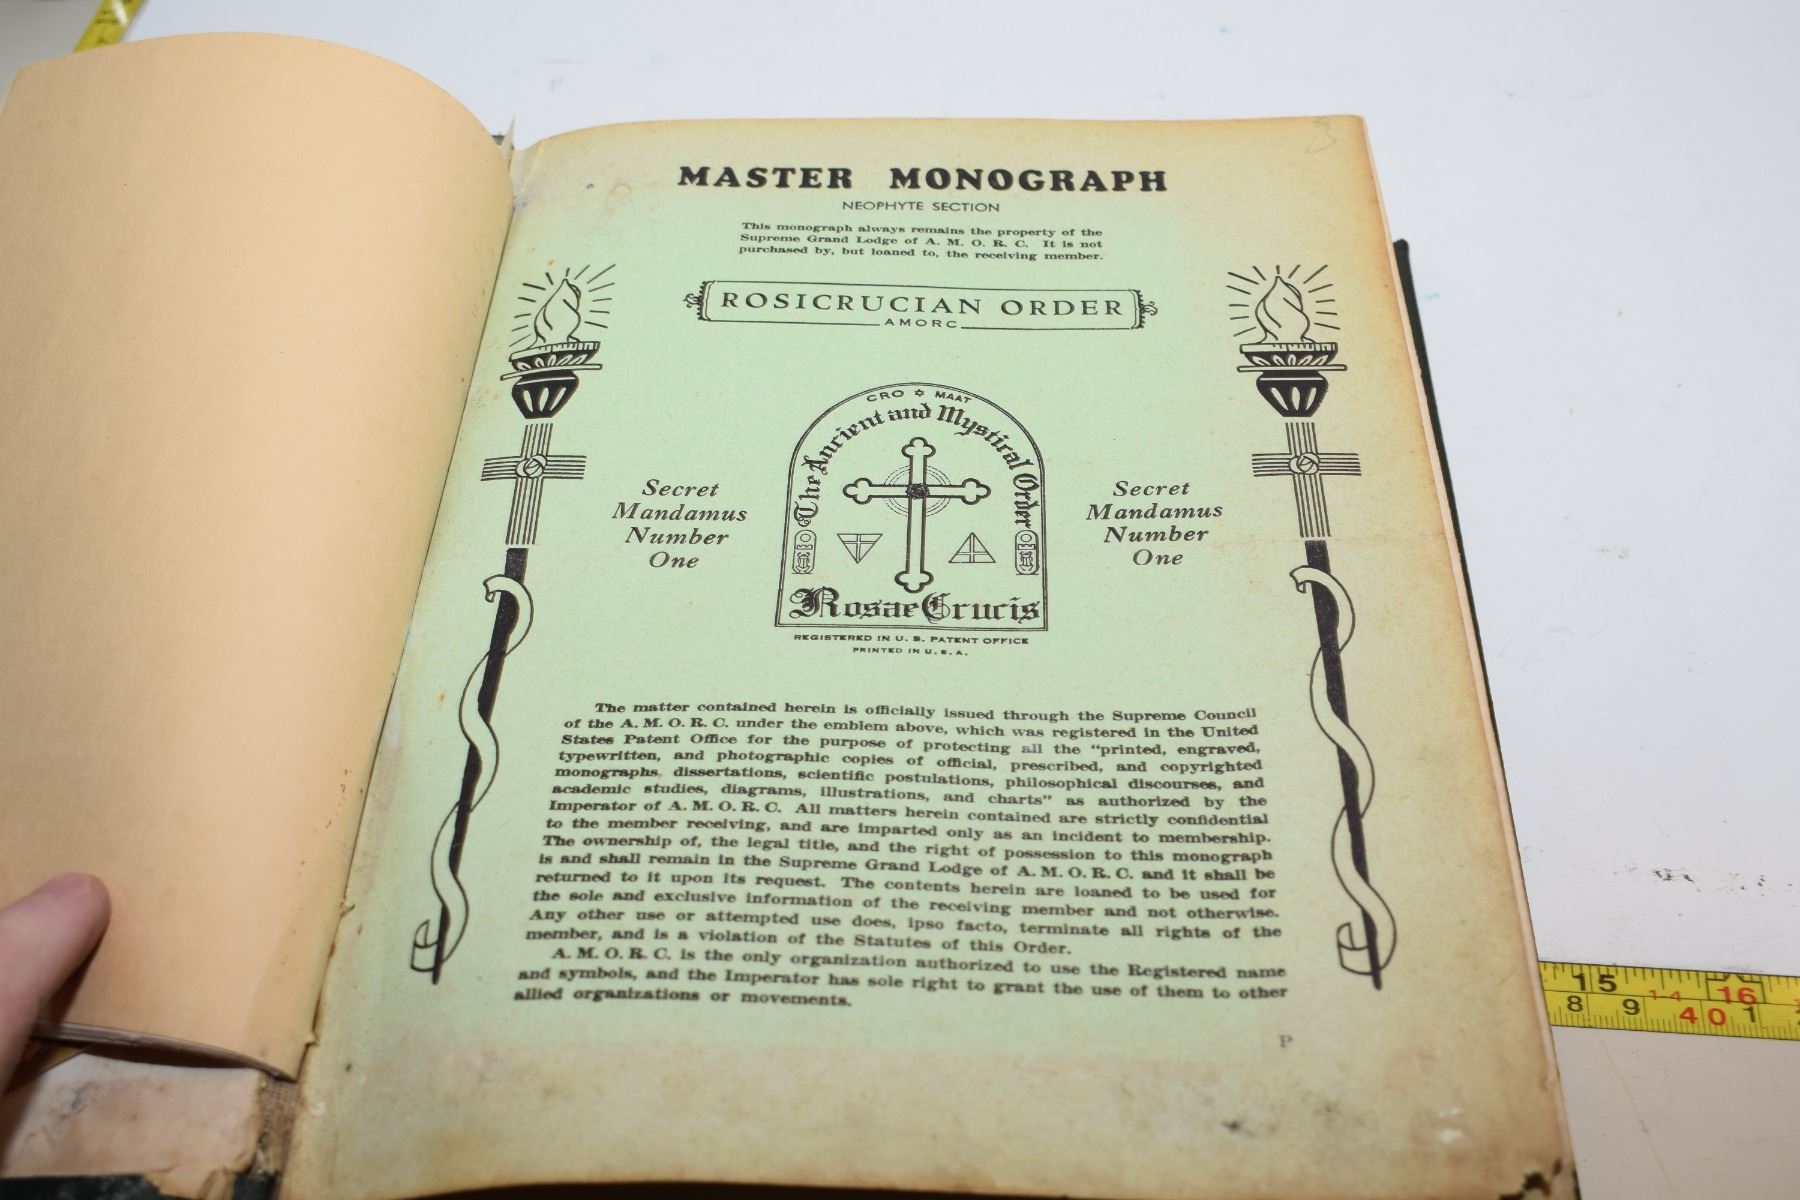 3
MASTER MONOGRAPH
NEOPHYTE SECTION
This monograph always remains the property of the
Supreme Grand Lodge of A. M. O. R. C. It is not
purchased by, but loaned to, the receiving member.
ROSICRUCIAN ORDER
AMORC
CRO ✡ MAAT
The Ancient and Mystical Order
Rosae Crucis
Secret
Mandamus
Number
One
Secret
Mandamus
Number
One
REGISTERED IN U. S. PATENT OFFICE
PRINTED IN U. S. A.
The matter contained herein is officially issued through the Supreme Council
of the A. M. O. R. C. under the emblem above, which was registered in the United
States Patent Office for the purpose of protecting all the "printed, engraved,
typewritten, and photographic copies of official, prescribed, and copyrighted
monographs, dissertations, scientific postulations, philosophical discourses, and
academic studies, diagrams, illustrations, and charts" as authorized by the
Imperator of A. M. O. R. C. All matters herein contained are strictly confidential
to the member receiving, and are imparted only as an incident to membership.
The ownership of, the legal title, and the right of possession to this monograph
is and shall remain in the Supreme Grand Lodge of A. M. O. R. C. and it shall be
returned to it upon its request. The contents herein are loaned to be used for
the sole and exclusive information of the receiving member and not otherwise.
Any other use or attempted use does, ipso facto, terminate all rights of the
member, and is a violation of the Statutes of this Order.
A. M. O. R. C. is the only organization authorized to use the Registered name
and symbols, and the Imperator has sole right to grant the use of them to other
allied organizations or movements.
P
15 16
8 9 40 1